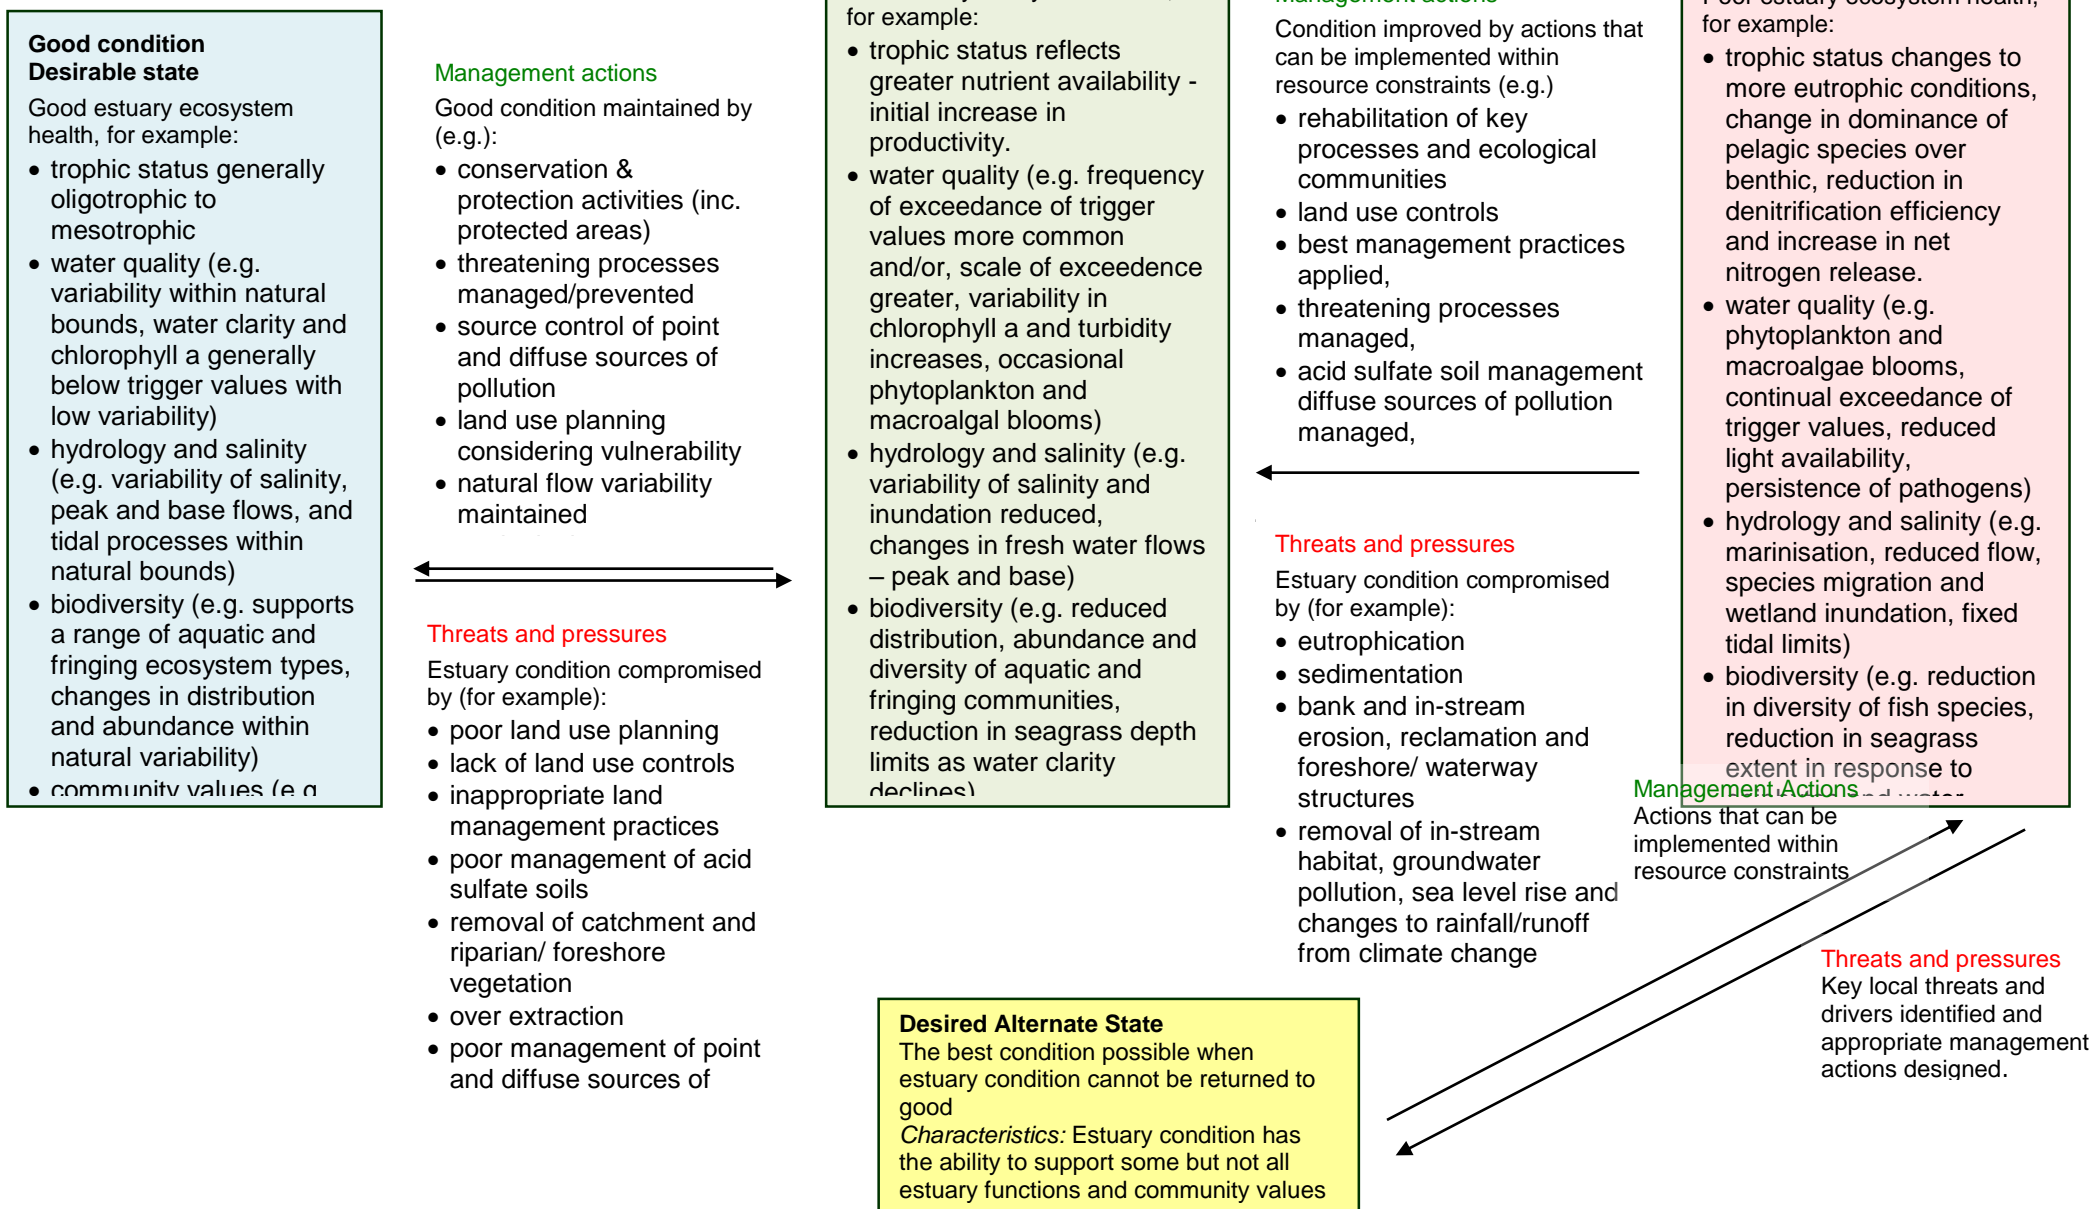 Good condition
Desirable state
Good estuary ecosystem
health, for example:
• trophic status generally
oligotrophic to
mesotrophic
• water quality (e.g.
variability within natural
bounds, water clarity and
chlorophyll a generally
below trigger values with
low variability)
• hydrology and salinity
(e.g. variability of salinity,
peak and base flows, and
tidal processes within
natural bounds)
• biodiversity (e.g. supports
a range of aquatic and
fringing ecosystem types,
changes in distribution
and abundance within
natural variability)
• community values (e.g
Management actions
Good condition maintained by
(e.g.):
• conservation &
protection activities (inc.
protected areas)
• threatening processes
managed/prevented
• source control of point
and diffuse sources of
pollution
• land use planning
considering vulnerability
• natural flow variability
maintained
Threats and pressures
Estuary condition compromised
by (for example):
• poor land use planning
• lack of land use controls
• inappropriate land
management practices
• poor management of acid
sulfate soils
• removal of catchment and
riparian/ foreshore
vegetation
• over extraction
• poor management of point
and diffuse sources of
for example:
• trophic status reflects
greater nutrient availability -
initial increase in
productivity.
• water quality (e.g. frequency
of exceedance of trigger
values more common
and/or, scale of exceedence
greater, variability in
chlorophyll a and turbidity
increases, occasional
phytoplankton and
macroalgal blooms)
• hydrology and salinity (e.g.
variability of salinity and
inundation reduced,
changes in fresh water flows
– peak and base)
• biodiversity (e.g. reduced
distribution, abundance and
diversity of aquatic and
fringing communities,
reduction in seagrass depth
limits as water clarity
declines)
Management actions
Condition improved by actions that
can be implemented within
resource constraints (e.g.)
• rehabilitation of key
processes and ecological
communities
• land use controls
• best management practices
applied,
• threatening processes
managed,
• acid sulfate soil management
diffuse sources of pollution
managed,
Threats and pressures
Estuary condition compromised
by (for example):
• eutrophication
• sedimentation
• bank and in-stream
erosion, reclamation and
foreshore/ waterway
structures
• removal of in-stream
habitat, groundwater
pollution, sea level rise and
changes to rainfall/runoff
from climate change
Poor estuary ecosystem health,
for example:
• trophic status changes to
more eutrophic conditions,
change in dominance of
pelagic species over
benthic, reduction in
denitrification efficiency
and increase in net
nitrogen release.
• water quality (e.g.
phytoplankton and
macroalgae blooms,
continual exceedance of
trigger values, reduced
light availability,
persistence of pathogens)
• hydrology and salinity (e.g.
marinisation, reduced flow,
species migration and
wetland inundation, fixed
tidal limits)
• biodiversity (e.g. reduction
in diversity of fish species,
reduction in seagrass
extent in response to
and water
Management Actions
Actions that can be
implemented within
resource constraints
Threats and pressures
Key local threats and
drivers identified and
appropriate management
actions designed.
Desired Alternate State
The best condition possible when
estuary condition cannot be returned to
good
Characteristics: Estuary condition has
the ability to support some but not all
estuary functions and community values